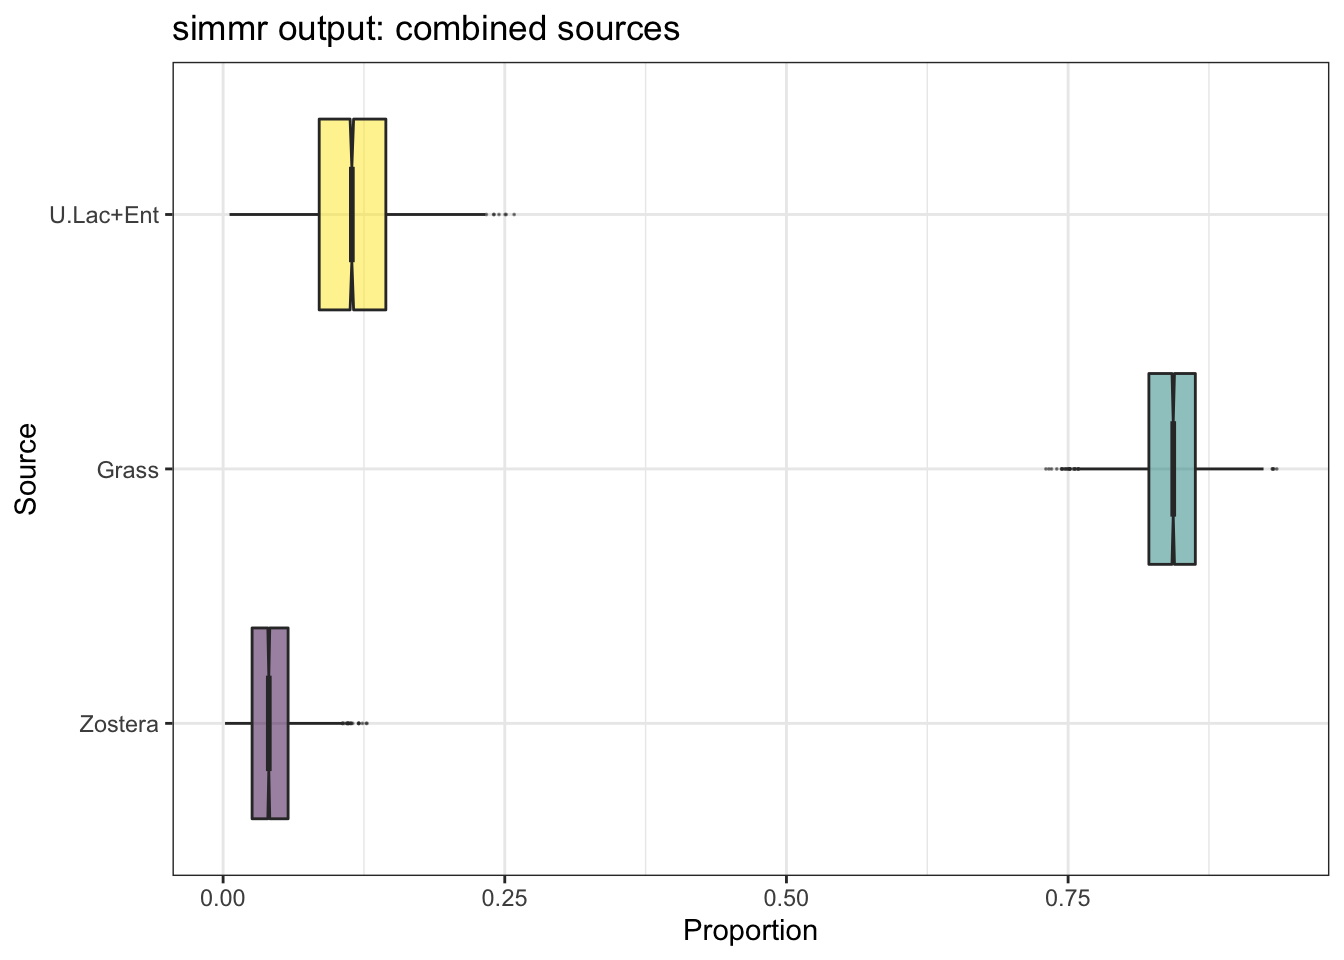 simmr output: combined sources
U.Lac+Ent
Grass
Zostera
Source
0.00 0.25 0.50 0.75
Proportion